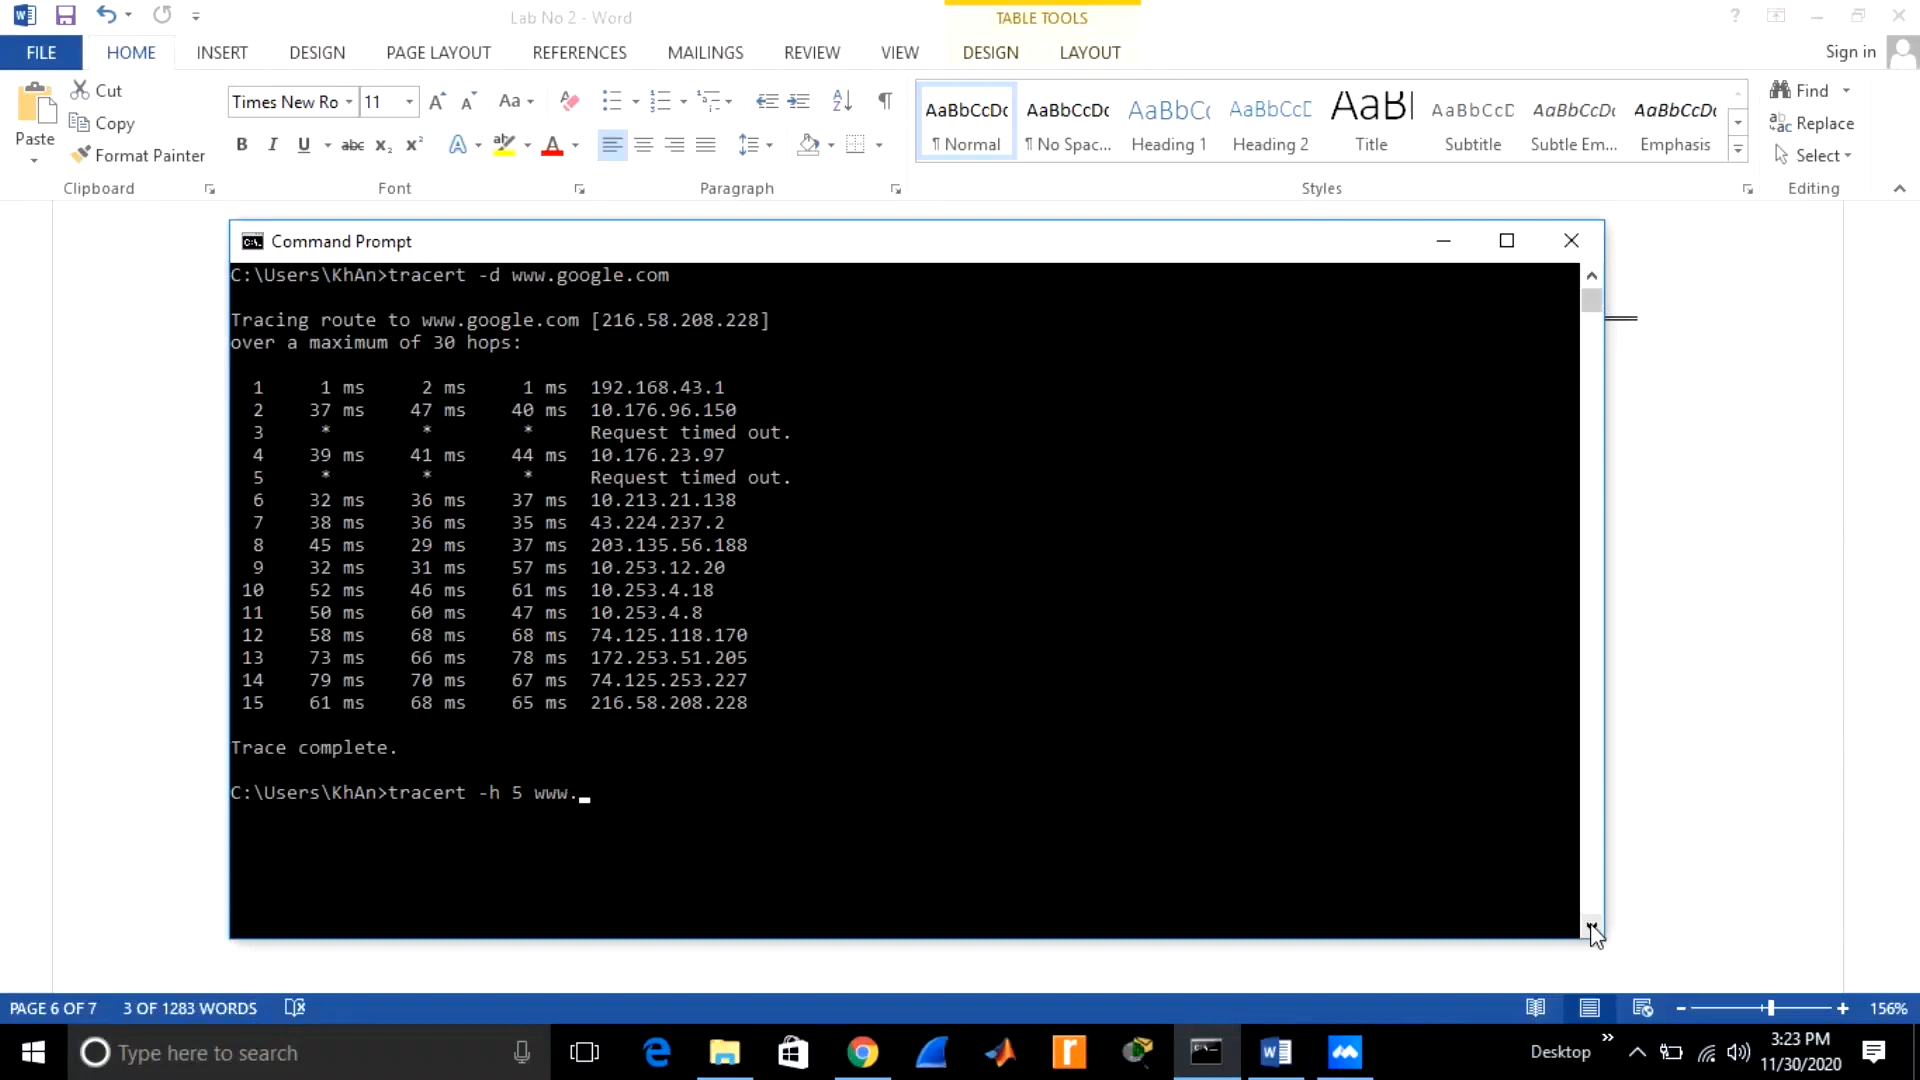 Lab No 2 - Word
TABLE TOOLS
?
FILE HOME INSERT DESIGN PAGE LAYOUT REFERENCES MAILINGS REVIEW VIEW DESIGN LAYOUT Sign in
Paste
Cut
Copy
Format Painter
Clipboard
Times New Ro 11
Font
Paragraph
AaBbCcDc AaBbCcDc AaBbC AaBbCcD AaB AaBbCcD AaBbCcDc AaBbCcDc
¶ Normal ¶ No Spac... Heading 1 Heading 2 Title Subtitle Subtle Em... Emphasis
Styles
Find
Replace
Select
Editing
Command Prompt
C:\Users\KhAn>tracert -d www.google.com
Tracing route to www.google.com [216.58.208.228]
over a maximum of 30 hops:
1 1 ms 2 ms 1 ms 192.168.43.1
2 37 ms 47 ms 40 ms 10.176.96.150
3 * * * Request timed out.
4 39 ms 41 ms 44 ms 10.176.23.97
5 * * * Request timed out.
6 32 ms 36 ms 37 ms 10.213.21.138
7 38 ms 36 ms 35 ms 43.224.237.2
8 45 ms 29 ms 37 ms 203.135.56.188
9 32 ms 31 ms 57 ms 10.253.12.20
10 52 ms 46 ms 61 ms 10.253.4.18
11 50 ms 60 ms 47 ms 10.253.4.8
12 58 ms 68 ms 68 ms 74.125.118.170
13 73 ms 66 ms 78 ms 172.253.51.205
14 79 ms 70 ms 67 ms 74.125.253.227
15 61 ms 68 ms 65 ms 216.58.208.228
Trace complete.
C:\Users\KhAn>tracert -h 5 www._
PAGE 6 OF 7 3 OF 1283 WORDS 156%
Type here to search
Desktop
3:23 PM
11/30/2020